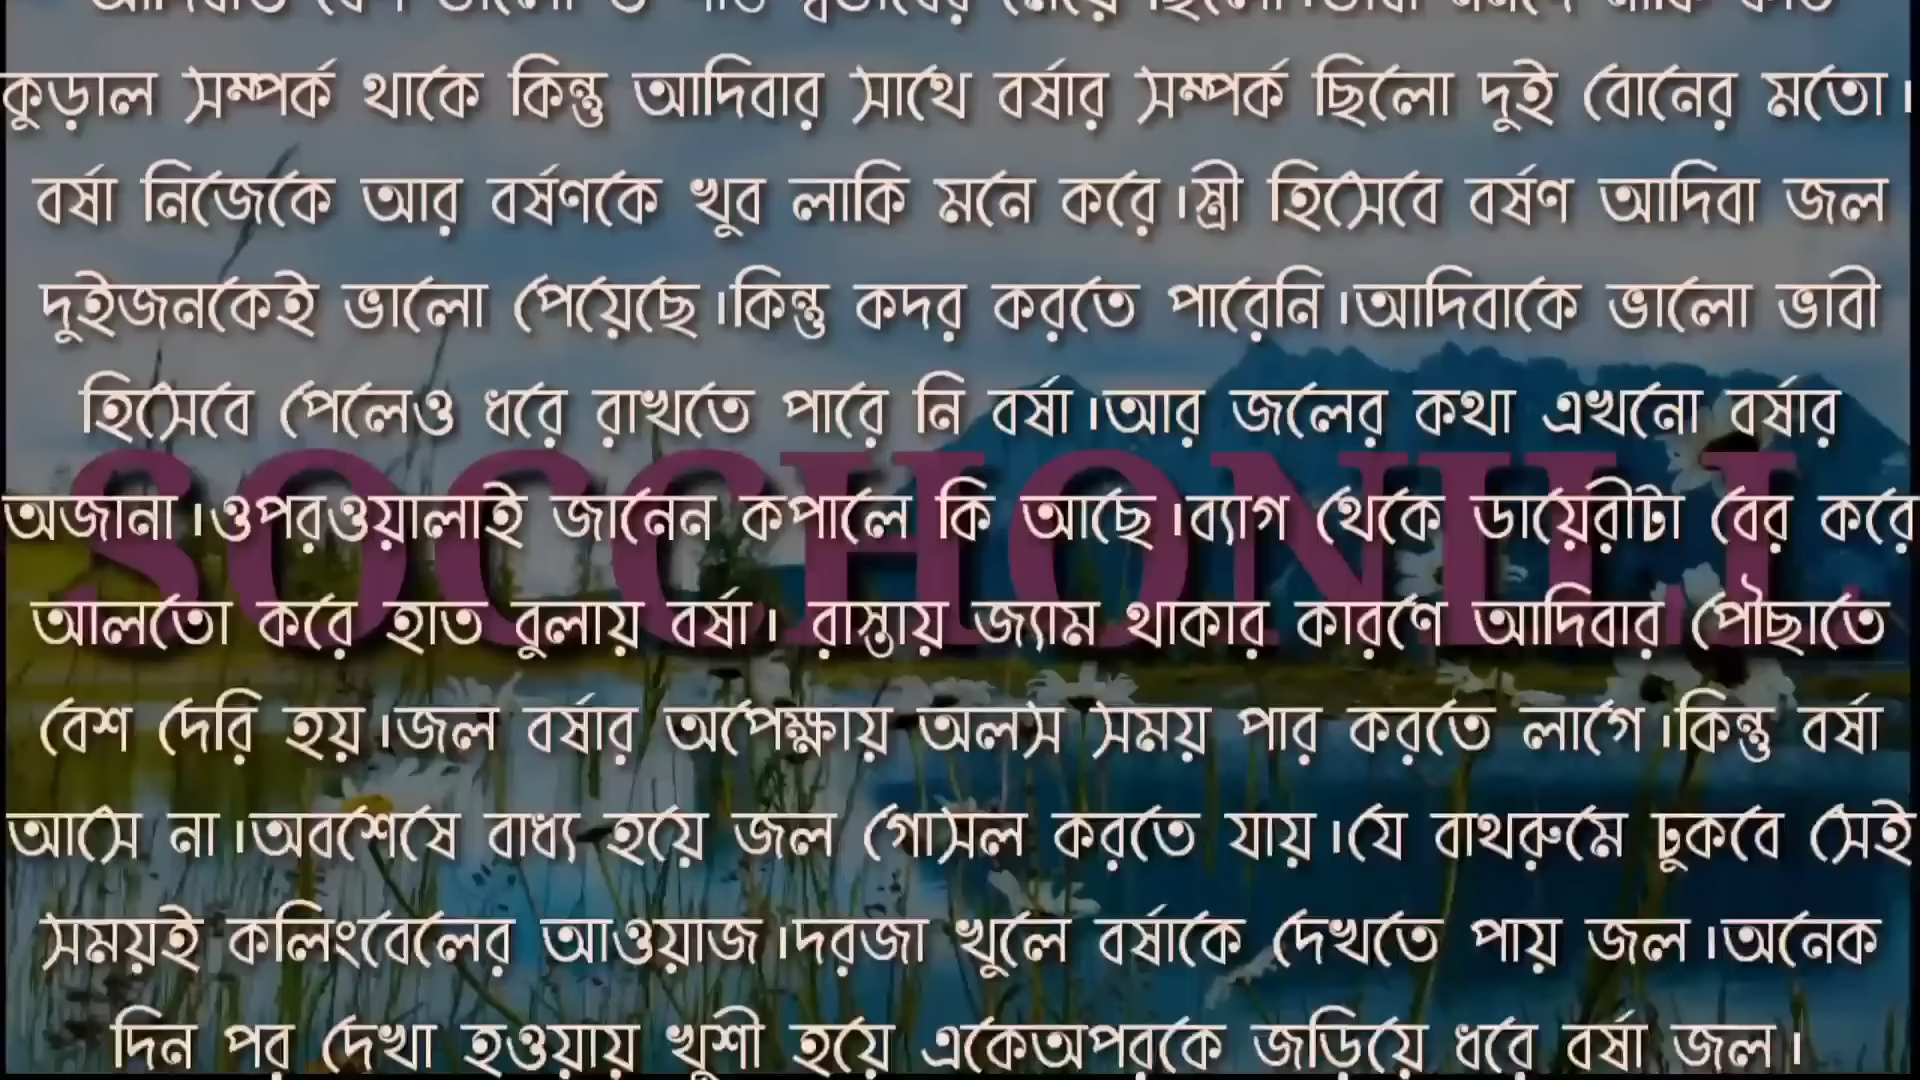 কুড়াল সম্পর্ক থাকে কিন্তু আদিবার সাথে বর্ষার সম্পর্ক ছিলো দুই বোনের মতো।
বর্ষা নিজেকে আর বর্ষণকে খুব লাকি মনে করে।স্ত্রী হিসেবে বর্ষণ আদিবা জল
দুইজনকেই ভালো পেয়েছে।কিন্তু কদর করতে পারেনি।আদিবাকে ভালো ভাবী
হিসেবে পেলেও ধরে রাখতে পারে নি বর্ষা।আর জলের কথা এখনো বর্ষার
SOCCHONILI
অজানা।ওপরওয়ালাই জানেন কপালে কি আছে।ব্যাগ থেকে ডায়েরীটা বের করে
আলতো করে হাত বুলায় বর্ষা। রাস্তায় জ্যাম থাকার কারণে আদিবার পৌছাতে
বেশ দেরি হয়।জল বর্ষার অপেক্ষায় অলস সময় পার করতে লাগে।কিন্তু বর্ষা
আসে না।অবশেষে বাধ্য হয়ে জল গোসল করতে যায়।যে বাথরুমে ঢুকবে সেই
সময়ই কলিংবেলের আওয়াজ।দরজা খুলে বর্ষাকে দেখতে পায় জল।অনেক
দিন পর দেখা হওয়ায় খুশী হয়ে একেঅপরকে জড়িয়ে ধরে বর্ষা জল।